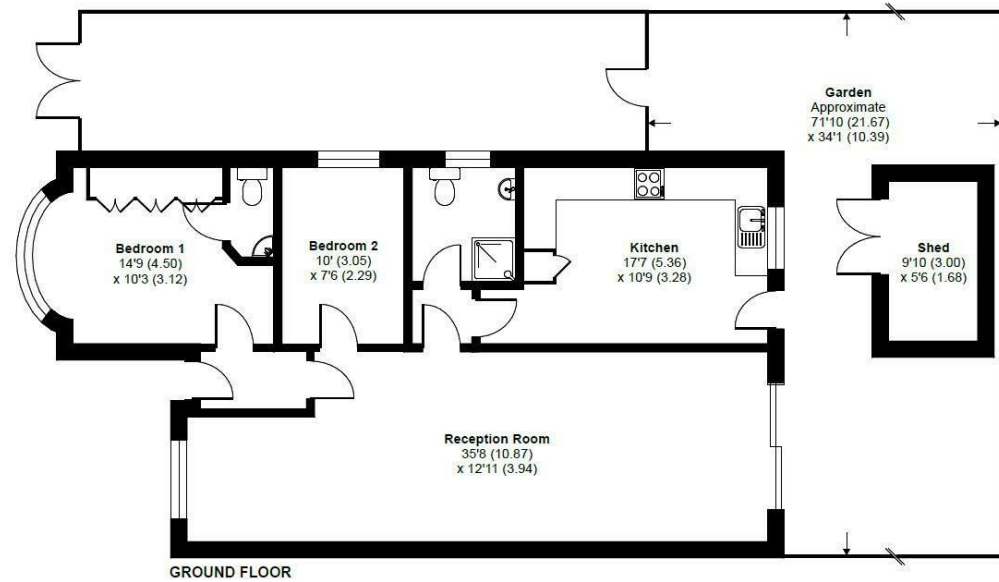 Garden
Approximate
71'10 (21.67)
x 34'1 (10.39)
Bedroom 1
14'9 (4.50)
x 10'3 (3.12)
Bedroom 2
10' (3.05)
x 7'6 (2.29)
Kitchen
17'7 (5.36)
x 10'9 (3.28)
Shed
9'10 (3.00)
x 5'6 (1.68)
Reception Room
35'8 (10.87)
x 12'11 (3.94)
GROUND FLOOR